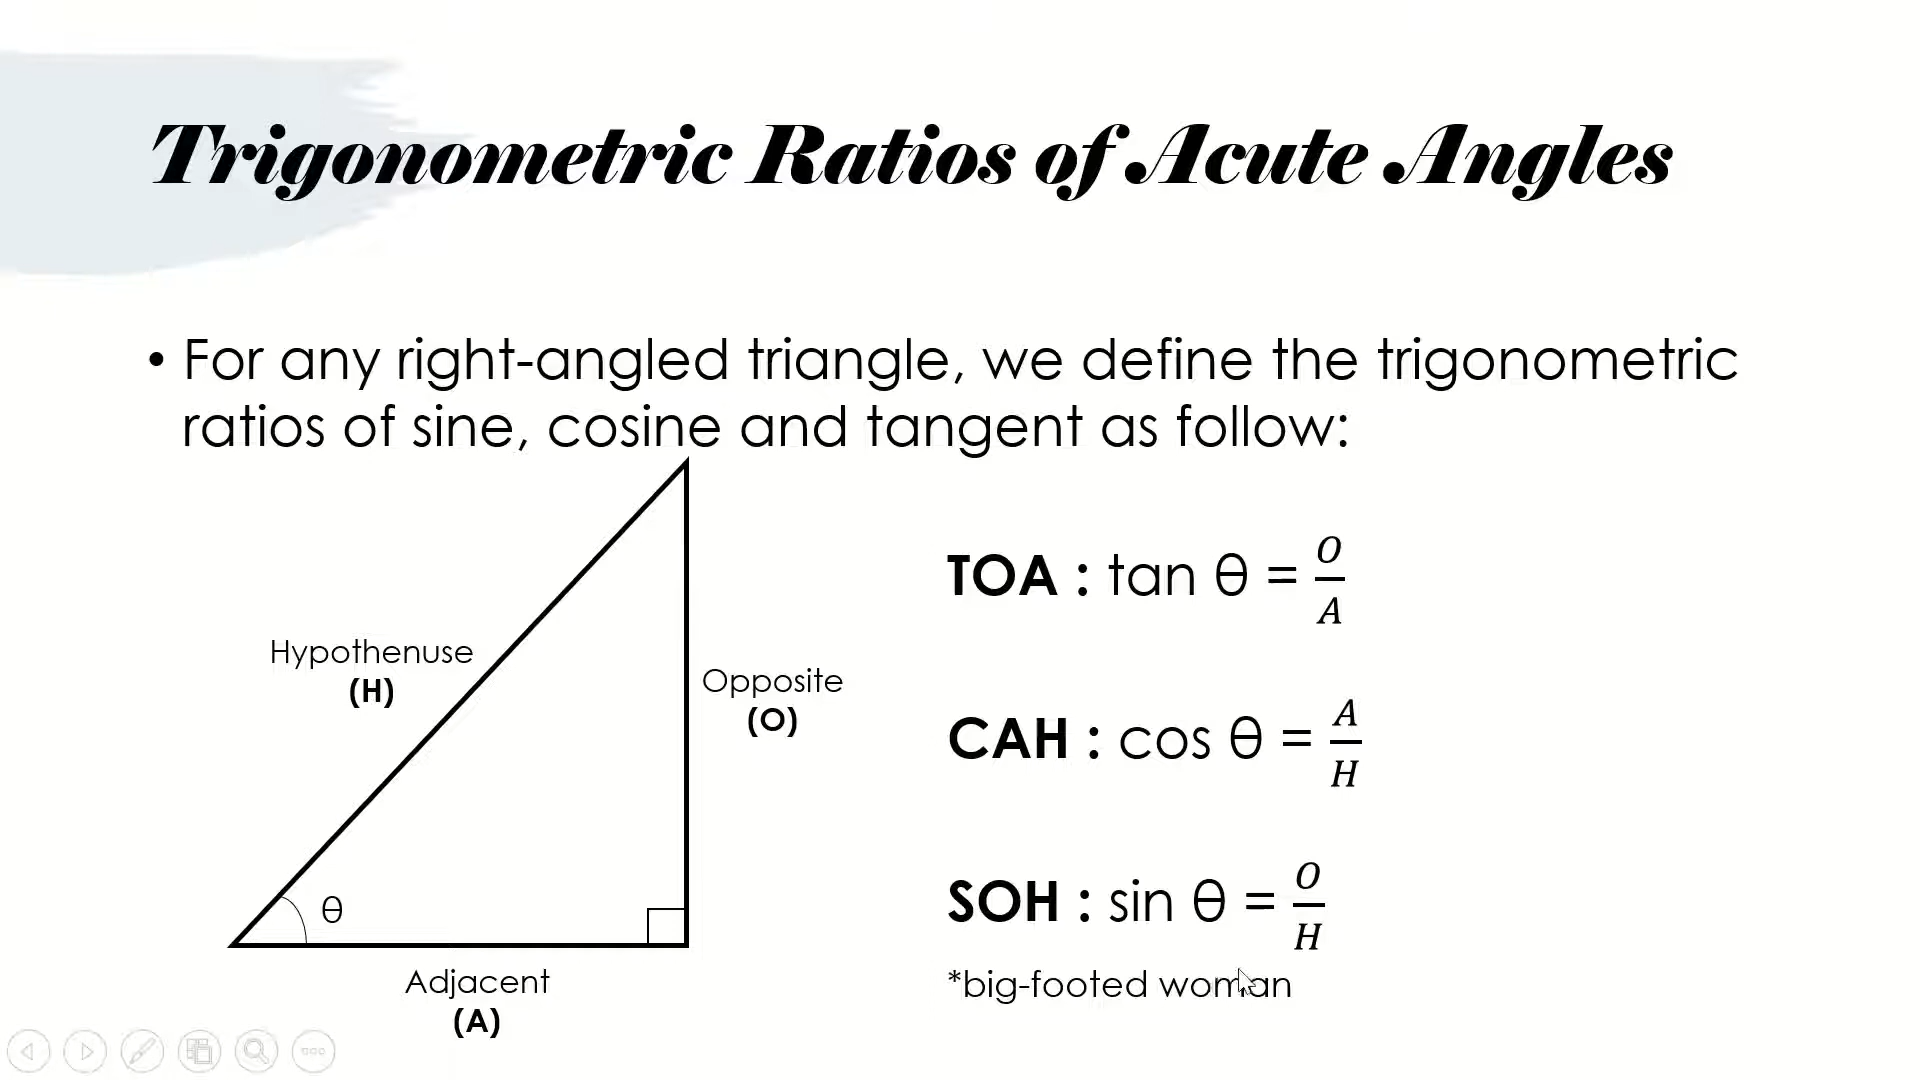 Trigonometric Ratios of Acute Angles
• For any right-angled triangle, we define the trigonometric
ratios of sine, cosine and tangent as follow:
Hypothenuse
(H)
Opposite
(O)
θ
Adjacent
(A)
TOA : tan θ = O/A
CAH : cos θ = A/H
SOH : sin θ = O/H
*big-footed woman